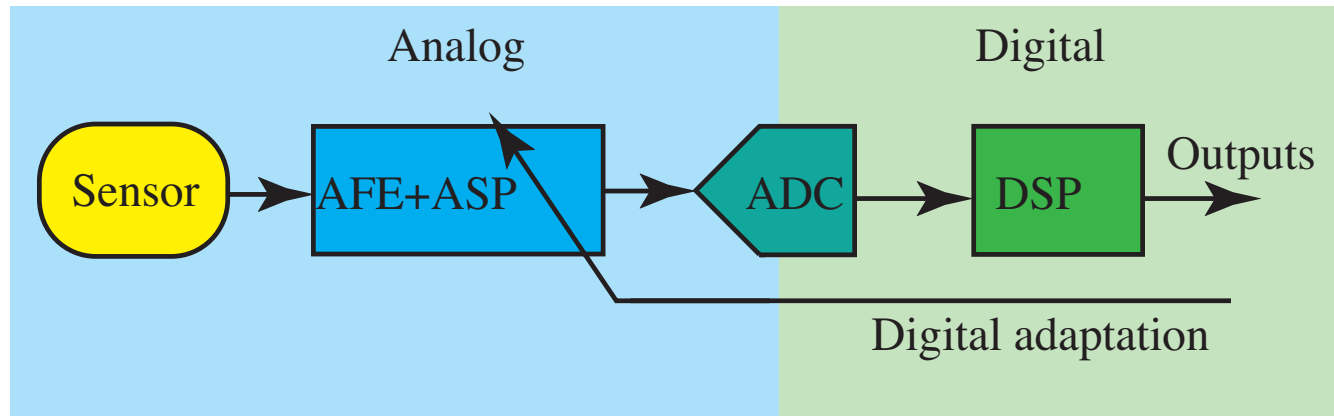 Analog
Digital
Sensor
AFE+ASP
ADC
DSP
Outputs
Digital adaptation